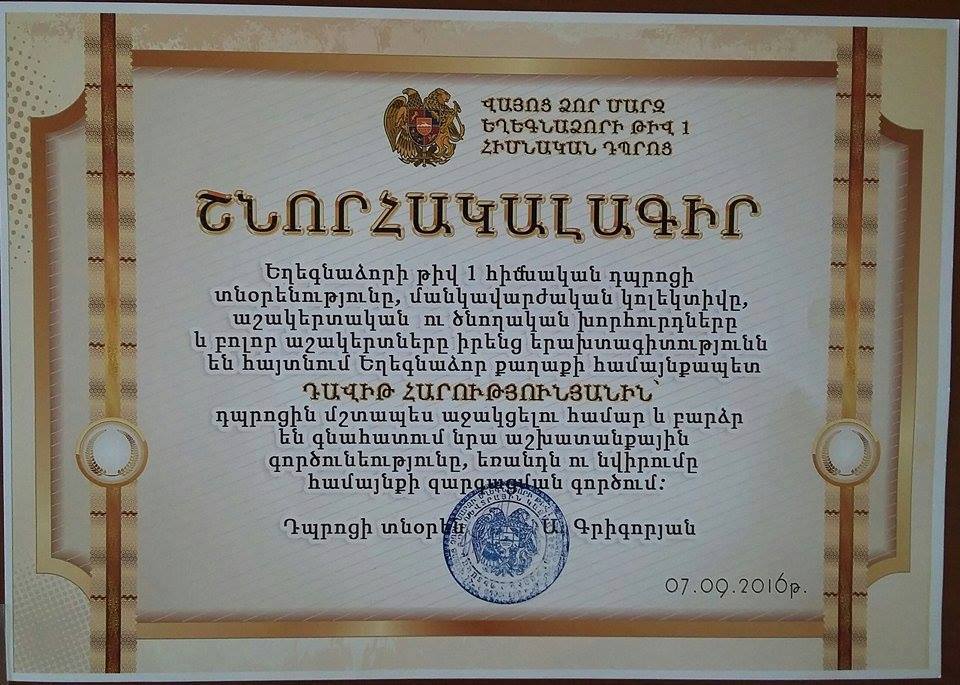 ՎԱՅՈՑ ՁՈՐ ՄԱՐԶ
ԵՂԵԳՆԱՁՈՐԻ ԹԻՎ 1
ՀԻՄՆԱԿԱՆ ԴՊՐՈՑ
ՇՆՈՐՀԱԿԱԼԱԳԻՐ
Եղեգնաձորի թիվ 1 հիմնական դպրոցի
տնօրենությունը, մանկավարժական կոլեկտիվը,
աշակերտական ու ծնողական խորհուրդները
և բոլոր աշակերտները իրենց երախտագիտությունն
են հայտնում Եղեգնաձոր քաղաքի համայնքապետ
ԴԱՎԻԹ ՀԱՐՈՒԹՅՈՒՆՅԱՆԻՆ՝
դպրոցին մշտապես աջակցելու համար և բարձր
են գնահատում նրա աշխատանքային
գործունեությունը, եռանդն ու նվիրումը
համայնքի զարգացման գործում:
Դպրոցի տնօրեն Ա. Գրիգորյան
07.09.2016թ.